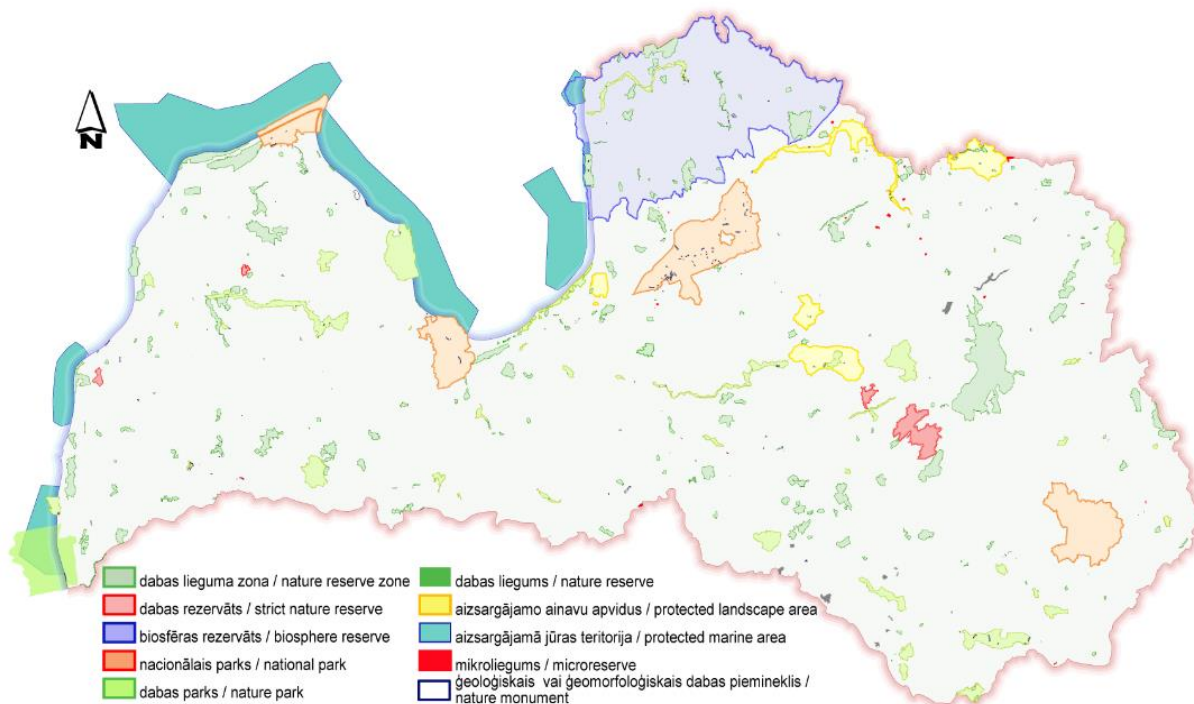 N
dabas lieguma zona / nature reserve zone
dabas rezervāts / strict nature reserve
biosfēras rezervāts / biosphere reserve
nacionālais parks / national park
dabas parks / nature park
dabas liegums / nature reserve
aizsargājamo ainavu apvidus / protected landscape area
aizsargājamā jūras teritorija / protected marine area
mikroliegums / microreserve
ģeoloģiskais vai ģeomorfoloģiskais dabas piemineklis /
nature monument